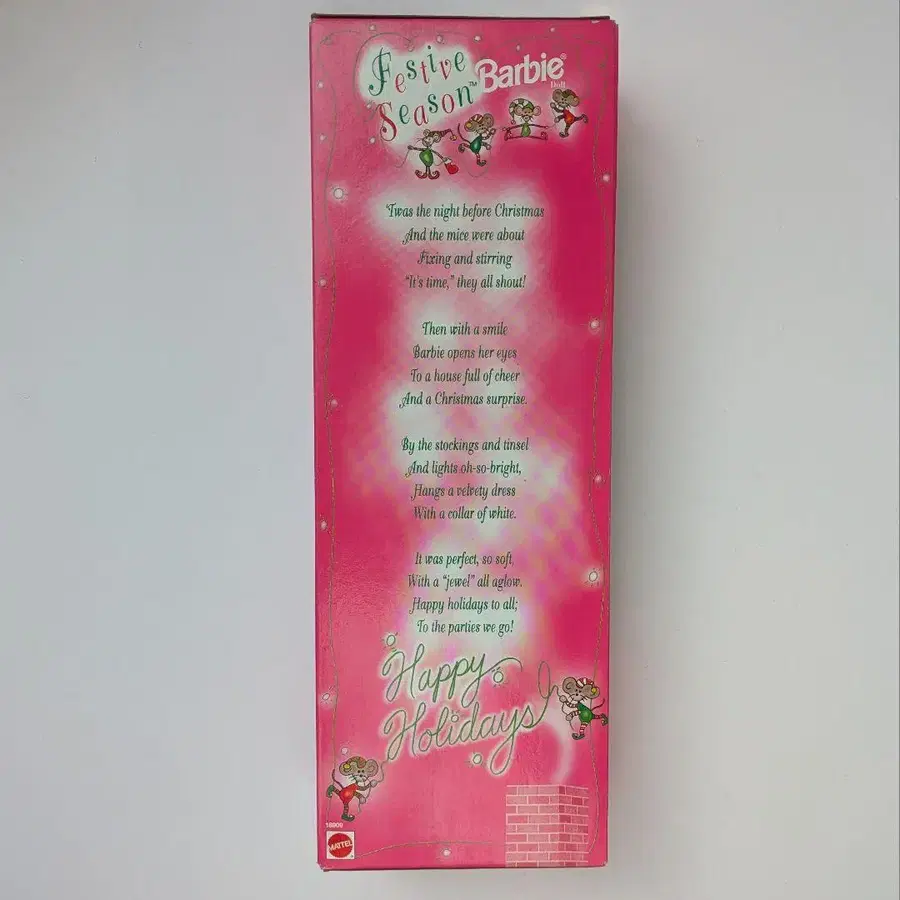 Festive
Season™ Barbie®
Doll
'Twas the night before Christmas
And the mice were about
Fixing and stirring
"It's time," they all shout!
Then with a smile
Barbie opens her eyes
To a house full of cheer
And a Christmas surprise.
By the stockings and tinsel
And lights oh-so-bright,
Hangs a velvety dress
With a collar of white.
It was perfect, so soft,
With a "jewel" all aglow.
Happy holidays to all;
To the parties we go!
Happy
Holidays!
18909
MATTEL